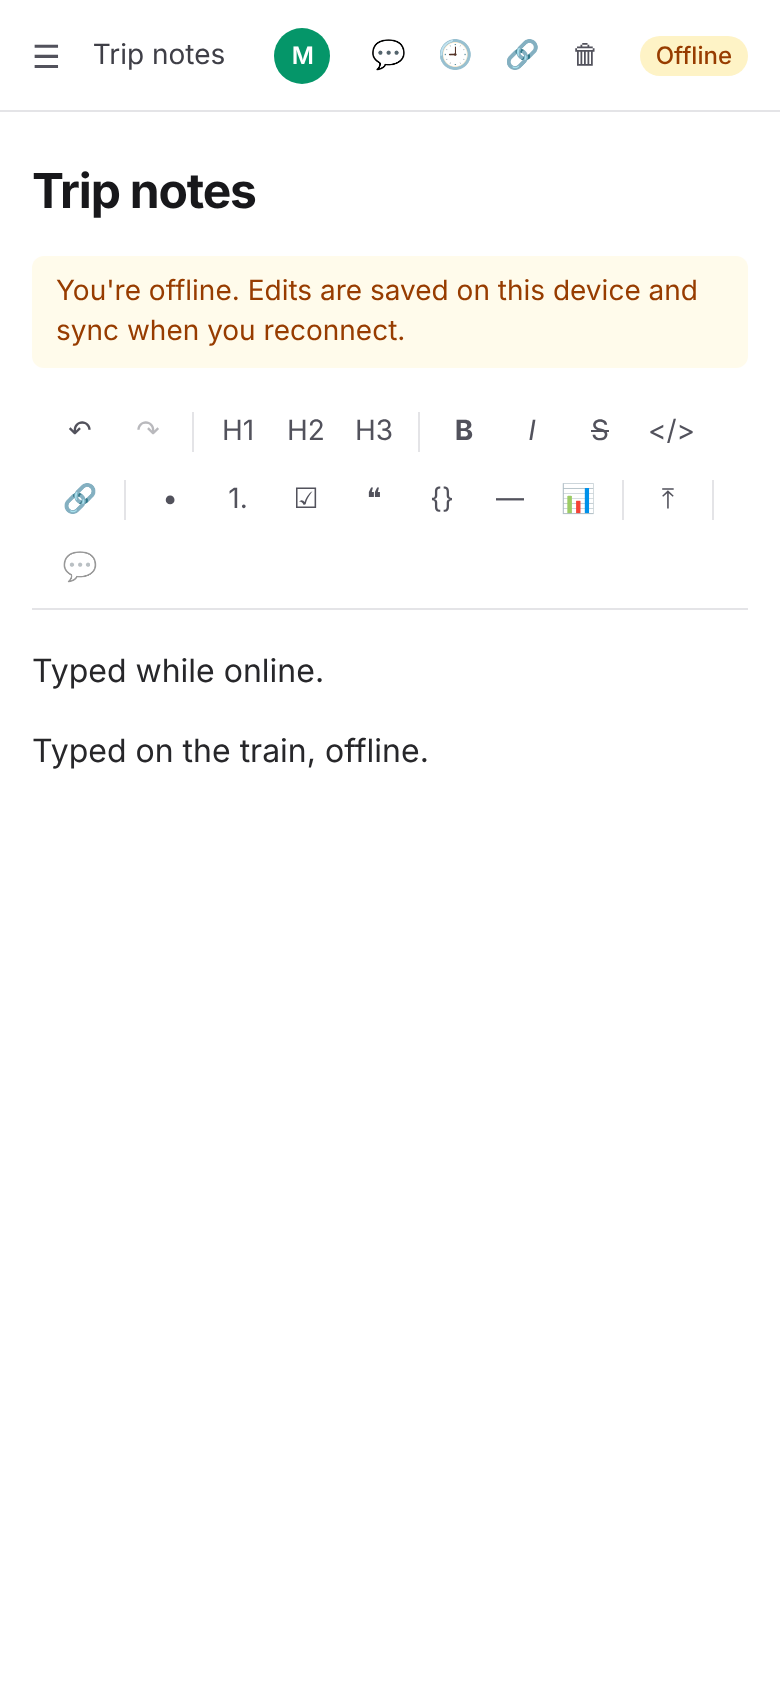 Trip notes
M
Offline
Trip notes
You're offline. Edits are saved on this device and
sync when you reconnect.
H1 H2 H3 B I S </>
1. ❝ {} —
Typed while online.
Typed on the train, offline.